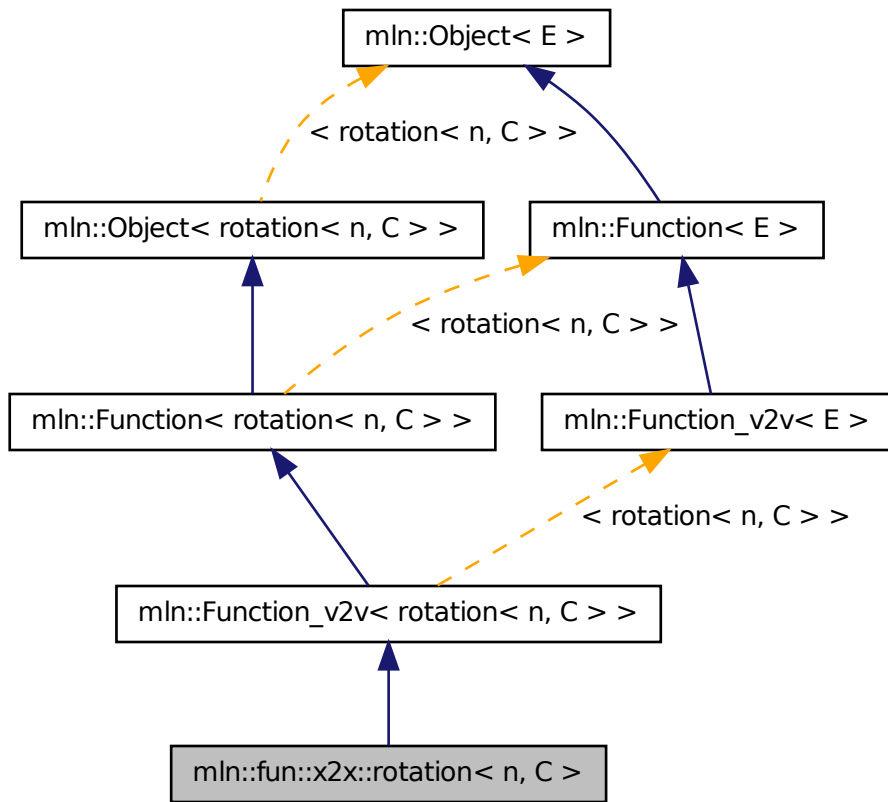 mln::Object< E >
< rotation< n, C > >
mln::Object< rotation< n, C > >
mln::Function< E >
< rotation< n, C > >
mln::Function< rotation< n, C > >
mln::Function_v2v< E >
< rotation< n, C > >
mln::Function_v2v< rotation< n, C > >
mln::fun::x2x::rotation< n, C >